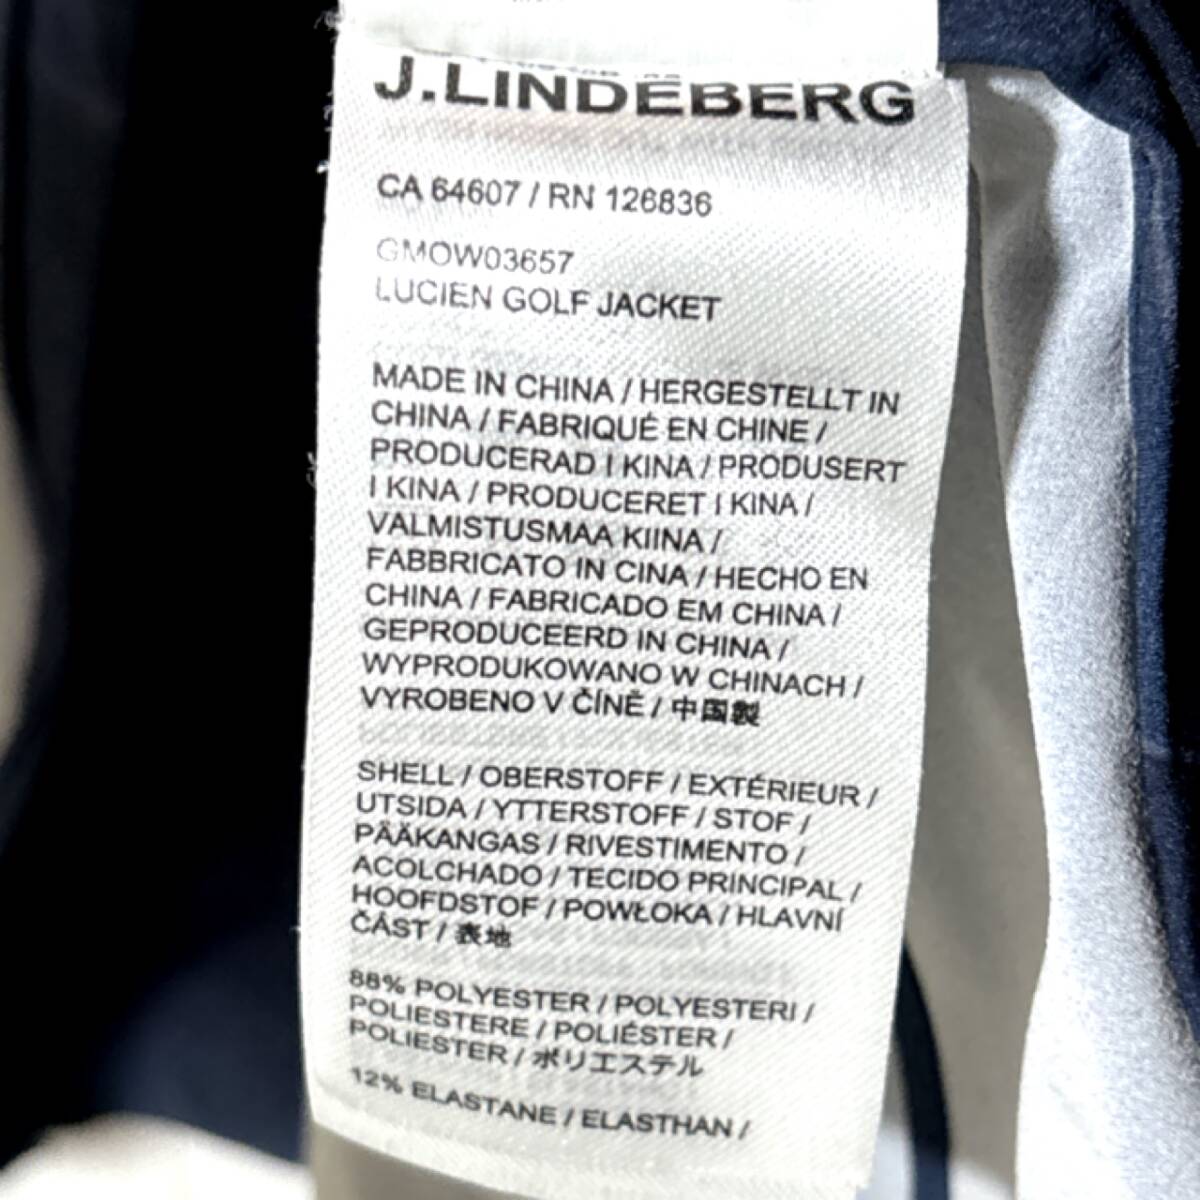 J.LINDEBERG
CA 64607 / RN 126836
GMOW03657
LUCIEN GOLF JACKET
MADE IN CHINA / HERGESTELLT IN
CHINA / FABRIQUÉ EN CHINE /
PRODUCERAD I KINA / PRODUSERT
I KINA / PRODUCERET I KINA /
VALMISTUSMAA KIINA /
FABBRICATO IN CINA / HECHO EN
CHINA / FABRICADO EM CHINA /
GEPRODUCEERD IN CHINA /
WYPRODUKOWANO W CHINACH /
VYROBENO V ČÍNĚ / 中国製
SHELL / OBERSTOFF / EXTÉRIEUR /
UTSIDA / YTTERSTOFF / STOF /
PÄÄKANGAS / RIVESTIMENTO /
ACOLCHADO / TECIDO PRINCIPAL /
HOOFDSTOF / POWŁOKA / HLAVNÍ
ČÁST / 表地
88% POLYESTER / POLYESTERI /
POLIESTERE / POLIÉSTER /
POLIESTER / ポリエステル
12% ELASTANE / ELASTHAN /